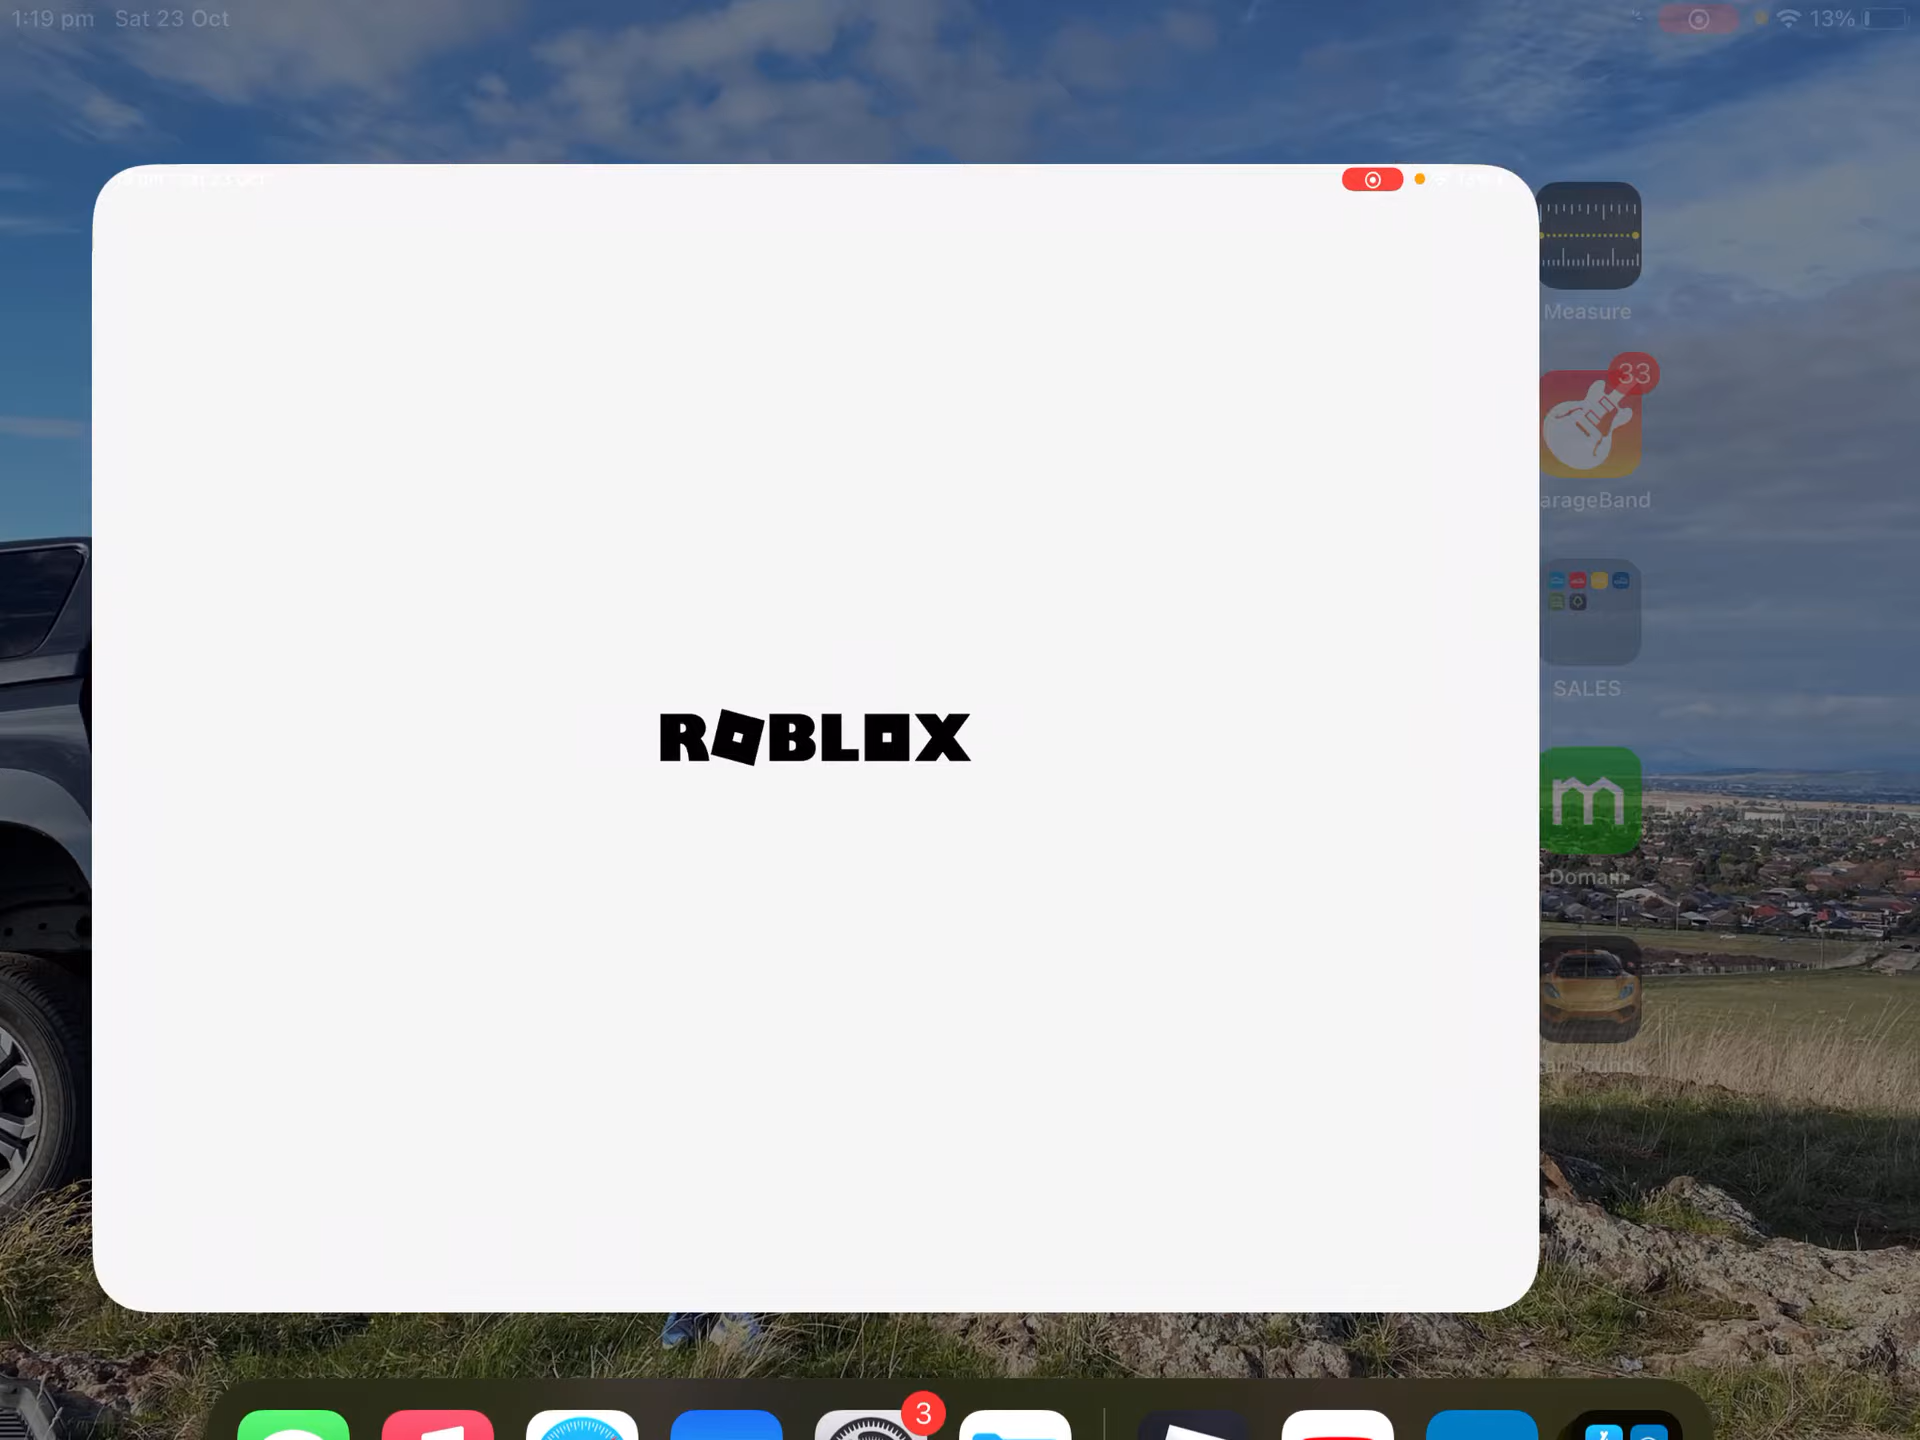 1:19 pm Sat 23 Oct
13%
Measure
33
arageBand
SALES
ROBLOX
Domain
3